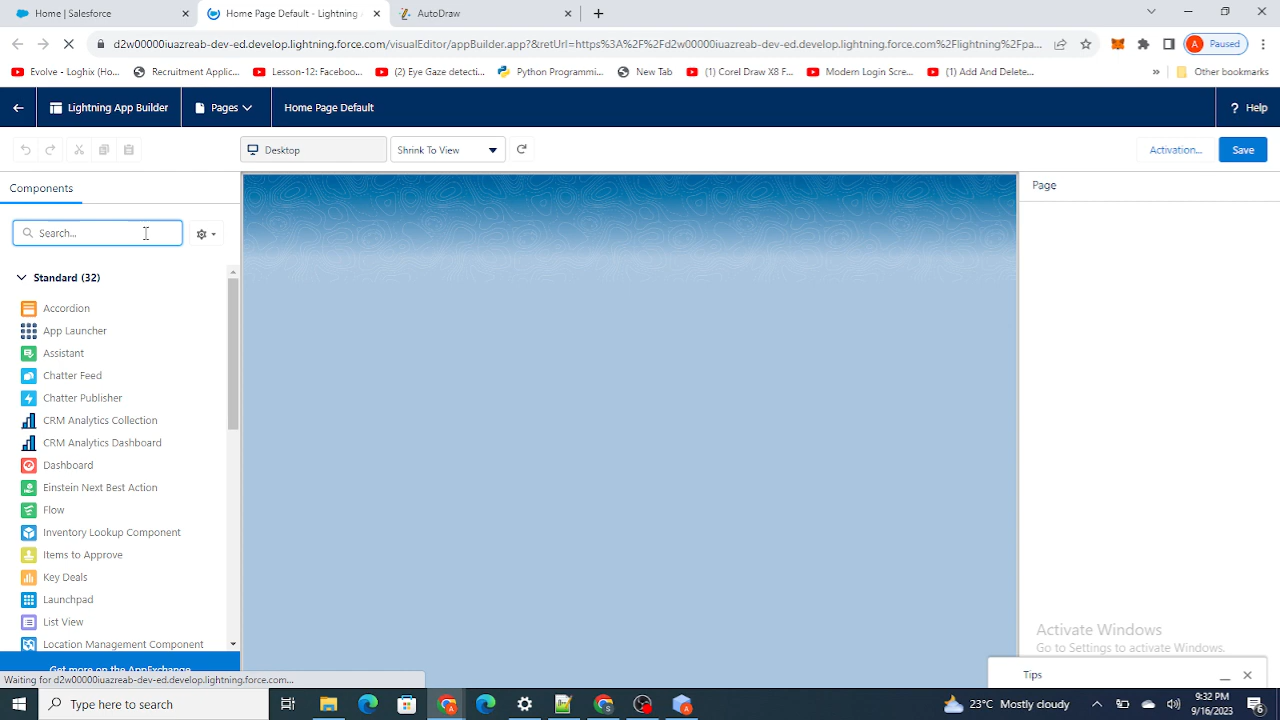 Home | Salesforce
Home Page Default - Lightning
AutoDraw
d2w00000iuazreab-dev-ed.develop.lightning.force.com/visualEditor/appBuilder.app?&retUrl=https%3A%2F%2Fd2w00000iuazreab-dev-ed.develop.lightning.force.com%2Flightning%2Fpa...
A Paused
Evolve - Loghix (Ho...
Recruitment Applic...
Lesson-12: Faceboo...
(2) Eye Gaze detecti...
Python Programmi...
New Tab
(1) Corel Draw X8 F...
Modern Login Scre...
(1) Add And Delete...
»
Other bookmarks
Lightning App Builder
Pages
Home Page Default
? Help
Desktop
Shrink To View
Activation...
Save
Components
Page
Search...
Standard (32)
Accordion
App Launcher
Assistant
Chatter Feed
Chatter Publisher
CRM Analytics Collection
CRM Analytics Dashboard
Dashboard
Einstein Next Best Action
Flow
Inventory Lookup Component
Items to Approve
Key Deals
Launchpad
List View
Location Management Component
Get more on the AppExchange
Activate Windows
Go to Settings to activate Windows.
Tips
Waiting for d2w00000iuazreab-dev-ed.develop.lightning.force.com...
Type here to search
23°C Mostly cloudy
9:32 PM
9/16/2023
6